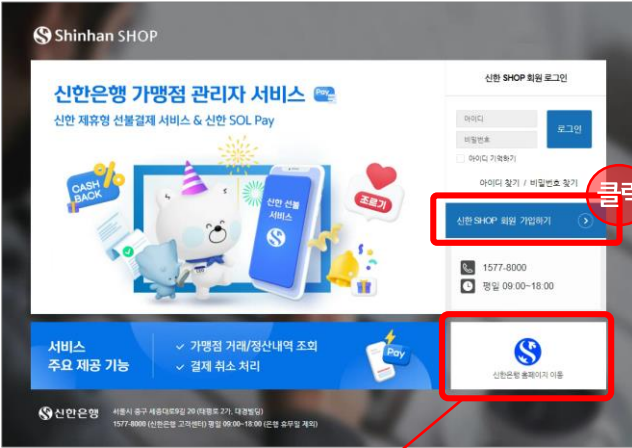 Shinhan SHOP
신한은행 가맹점 관리자 서비스
Pay
신한 제휴형 선불결제 서비스 & 신한 SOL Pay
CASH
BACK
신한 선불
서비스
조르기
신한 SHOP 회원 로그인
아이디
비밀번호
로그인
아이디 기억하기
아이디 찾기 / 비밀번호 찾기
클릭
신한 SHOP 회원 가입하기
1577-8000
평일 09:00~18:00
서비스
주요 제공 기능
가맹점 거래/정산내역 조회
결제 취소 처리
Pay
신한은행 홈페이지 이동
신한은행
서울시 중구 세종대로9길 20 (태평로 2가, 대경빌딩)
1577-8000 (신한은행 고객센터) 평일 09:00~18:00 (은행 휴무일 제외)